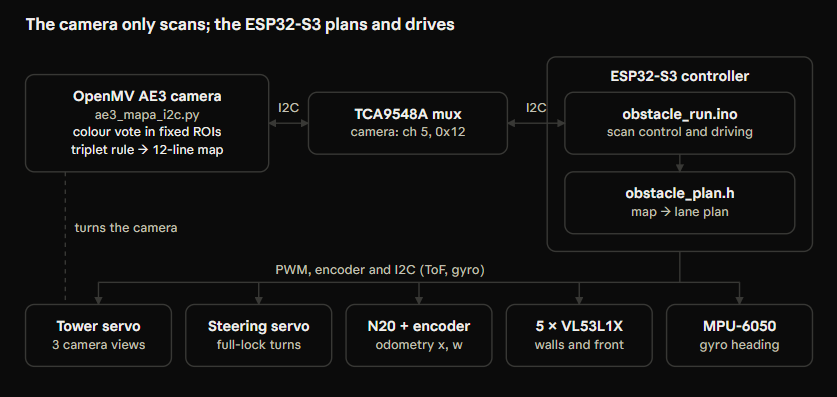 The camera only scans; the ESP32-S3 plans and drives
OpenMV AE3 camera
ae3_mapa_i2c.py
colour vote in fixed ROIs
triplet rule → 12-line map
I2C
TCA9548A mux
camera: ch 5, 0x12
I2C
ESP32-S3 controller
obstacle_run.ino
scan control and driving
obstacle_plan.h
map → lane plan
turns the camera
PWM, encoder and I2C (ToF, gyro)
Tower servo
3 camera views
Steering servo
full-lock turns
N20 + encoder
odometry x, w
5 × VL53L1X
walls and front
MPU-6050
gyro heading